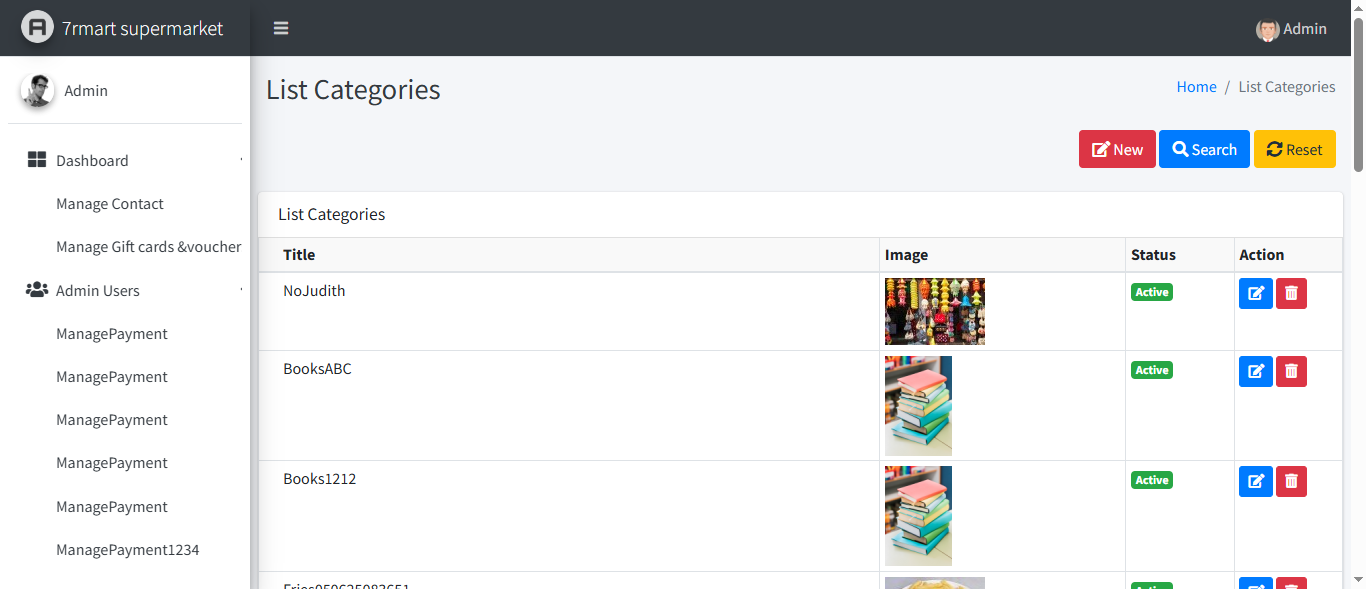 7rmart supermarket
Admin
Admin
List Categories
Home / List Categories
New Search Reset
Dashboard
Manage Contact
Manage Gift cards &voucher
Admin Users
ManagePayment
ManagePayment
ManagePayment
ManagePayment
ManagePayment
ManagePayment1234
List Categories
Title Image Status Action
NoJudith Active
BooksABC Active
Books1212 Active